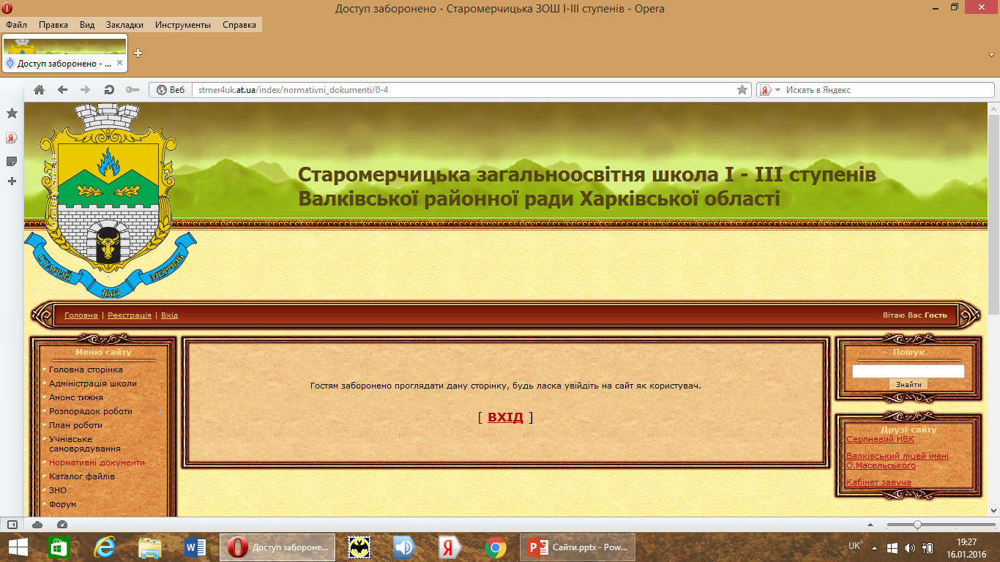 Доступ заборонено - Старомерчицька ЗОШ I-III ступенів - Opera
Файл Правка Вид Закладки Инструменты Справка
Доступ заборонено - ...
Веб stmer4uk.at.ua/index/normativni_dokumenti/0-4 Искать в Яндекс
Старомерчицька загальноосвітня школа I - III ступенів
Валківської районної ради Харківської області
СТАРИЙ МЕРЧИК
1665
Головна | Реєстрація | Вхід
Вітаю Вас Гость
Меню сайту
Головна сторінка
Адміністрація школи
Анонс тижня
Розпорядок роботи
План роботи
Учнівське
самоврядування
Нормативні документи
Каталог файлів
ЗНО
Форум
Гостям заборонено проглядати дану сторінку, будь ласка увійдіть на сайт як користувач.
[ ВХІД ]
Пошук
Знайти
Друзі сайту
Серпневий НВК
Валківський ліцей імені
О.Масельського
Кабінет завуча
Доступ забороне...
Сайти.pptx - Pow...
UK
19:27
16.01.2016